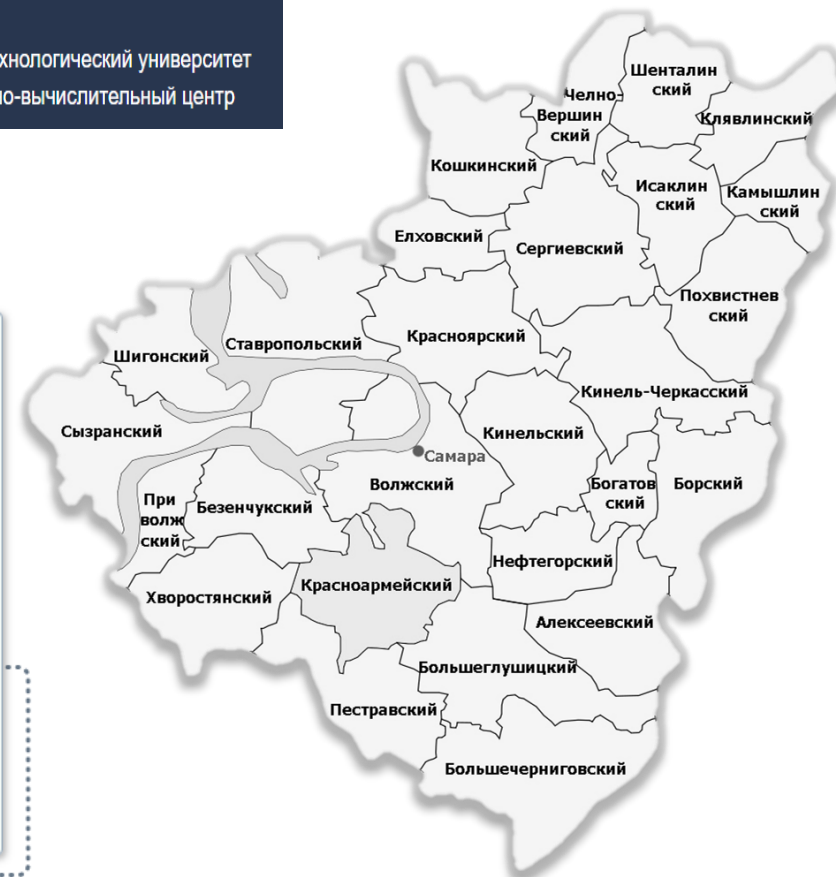 хнологический университет
но-вычислительный центр
Шенталин
ский
Челно-
Вершин
ский
Клявлинский
Кошкинский
Исаклин
ский
Камышлин
ский
Елховский
Сергиевский
Похвистнев
ский
Красноярский
Ставропольский
Шигонский
Кинель-Черкасский
Сызранский
Кинельский
Самара
Волжский
Богатов
ский
Борский
При
волж
ский
Безенчукский
Нефтегорский
Красноармейский
Хворостянский
Алексеевский
Большеглушицкий
Пестравский
Большечерниговский